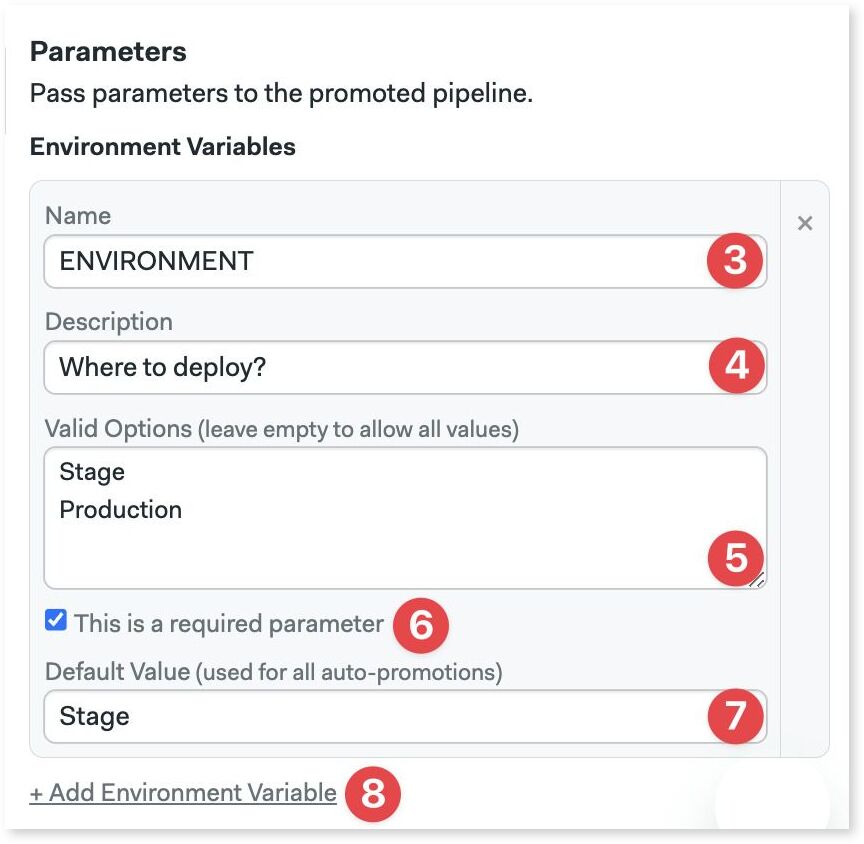 Parameters
Pass parameters to the promoted pipeline.
Environment Variables
Name
×
ENVIRONMENT 3
Description
Where to deploy? 4
Valid Options (leave empty to allow all values)
Stage
Production
5
This is a required parameter 6
Default Value (used for all auto-promotions)
Stage 7
+ Add Environment Variable 8